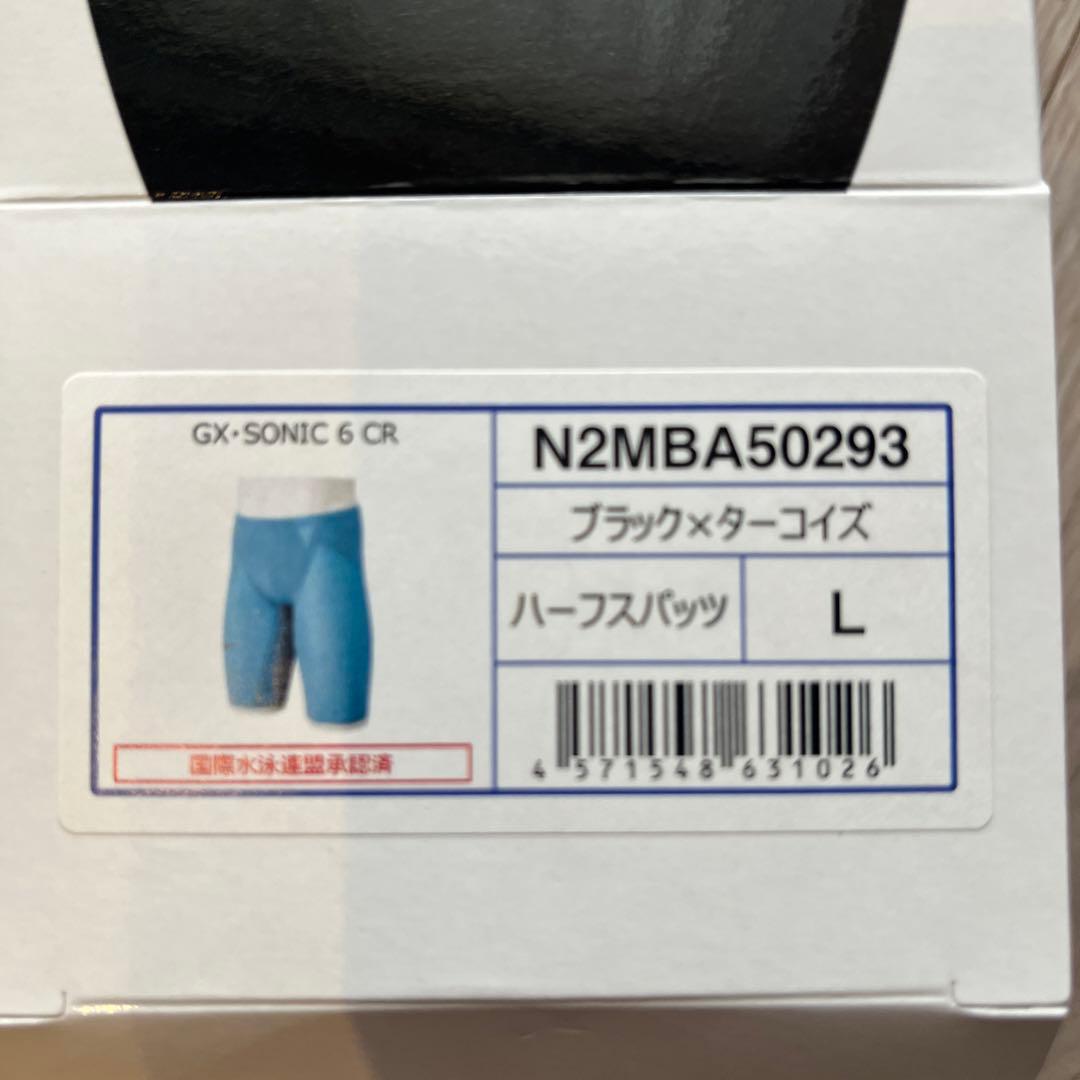 GX・SONIC 6 CR
N2MBA50293
ブラック×ターコイズ
ハーフスパッツ
L
国際水泳連盟承認済
4 571548 631026